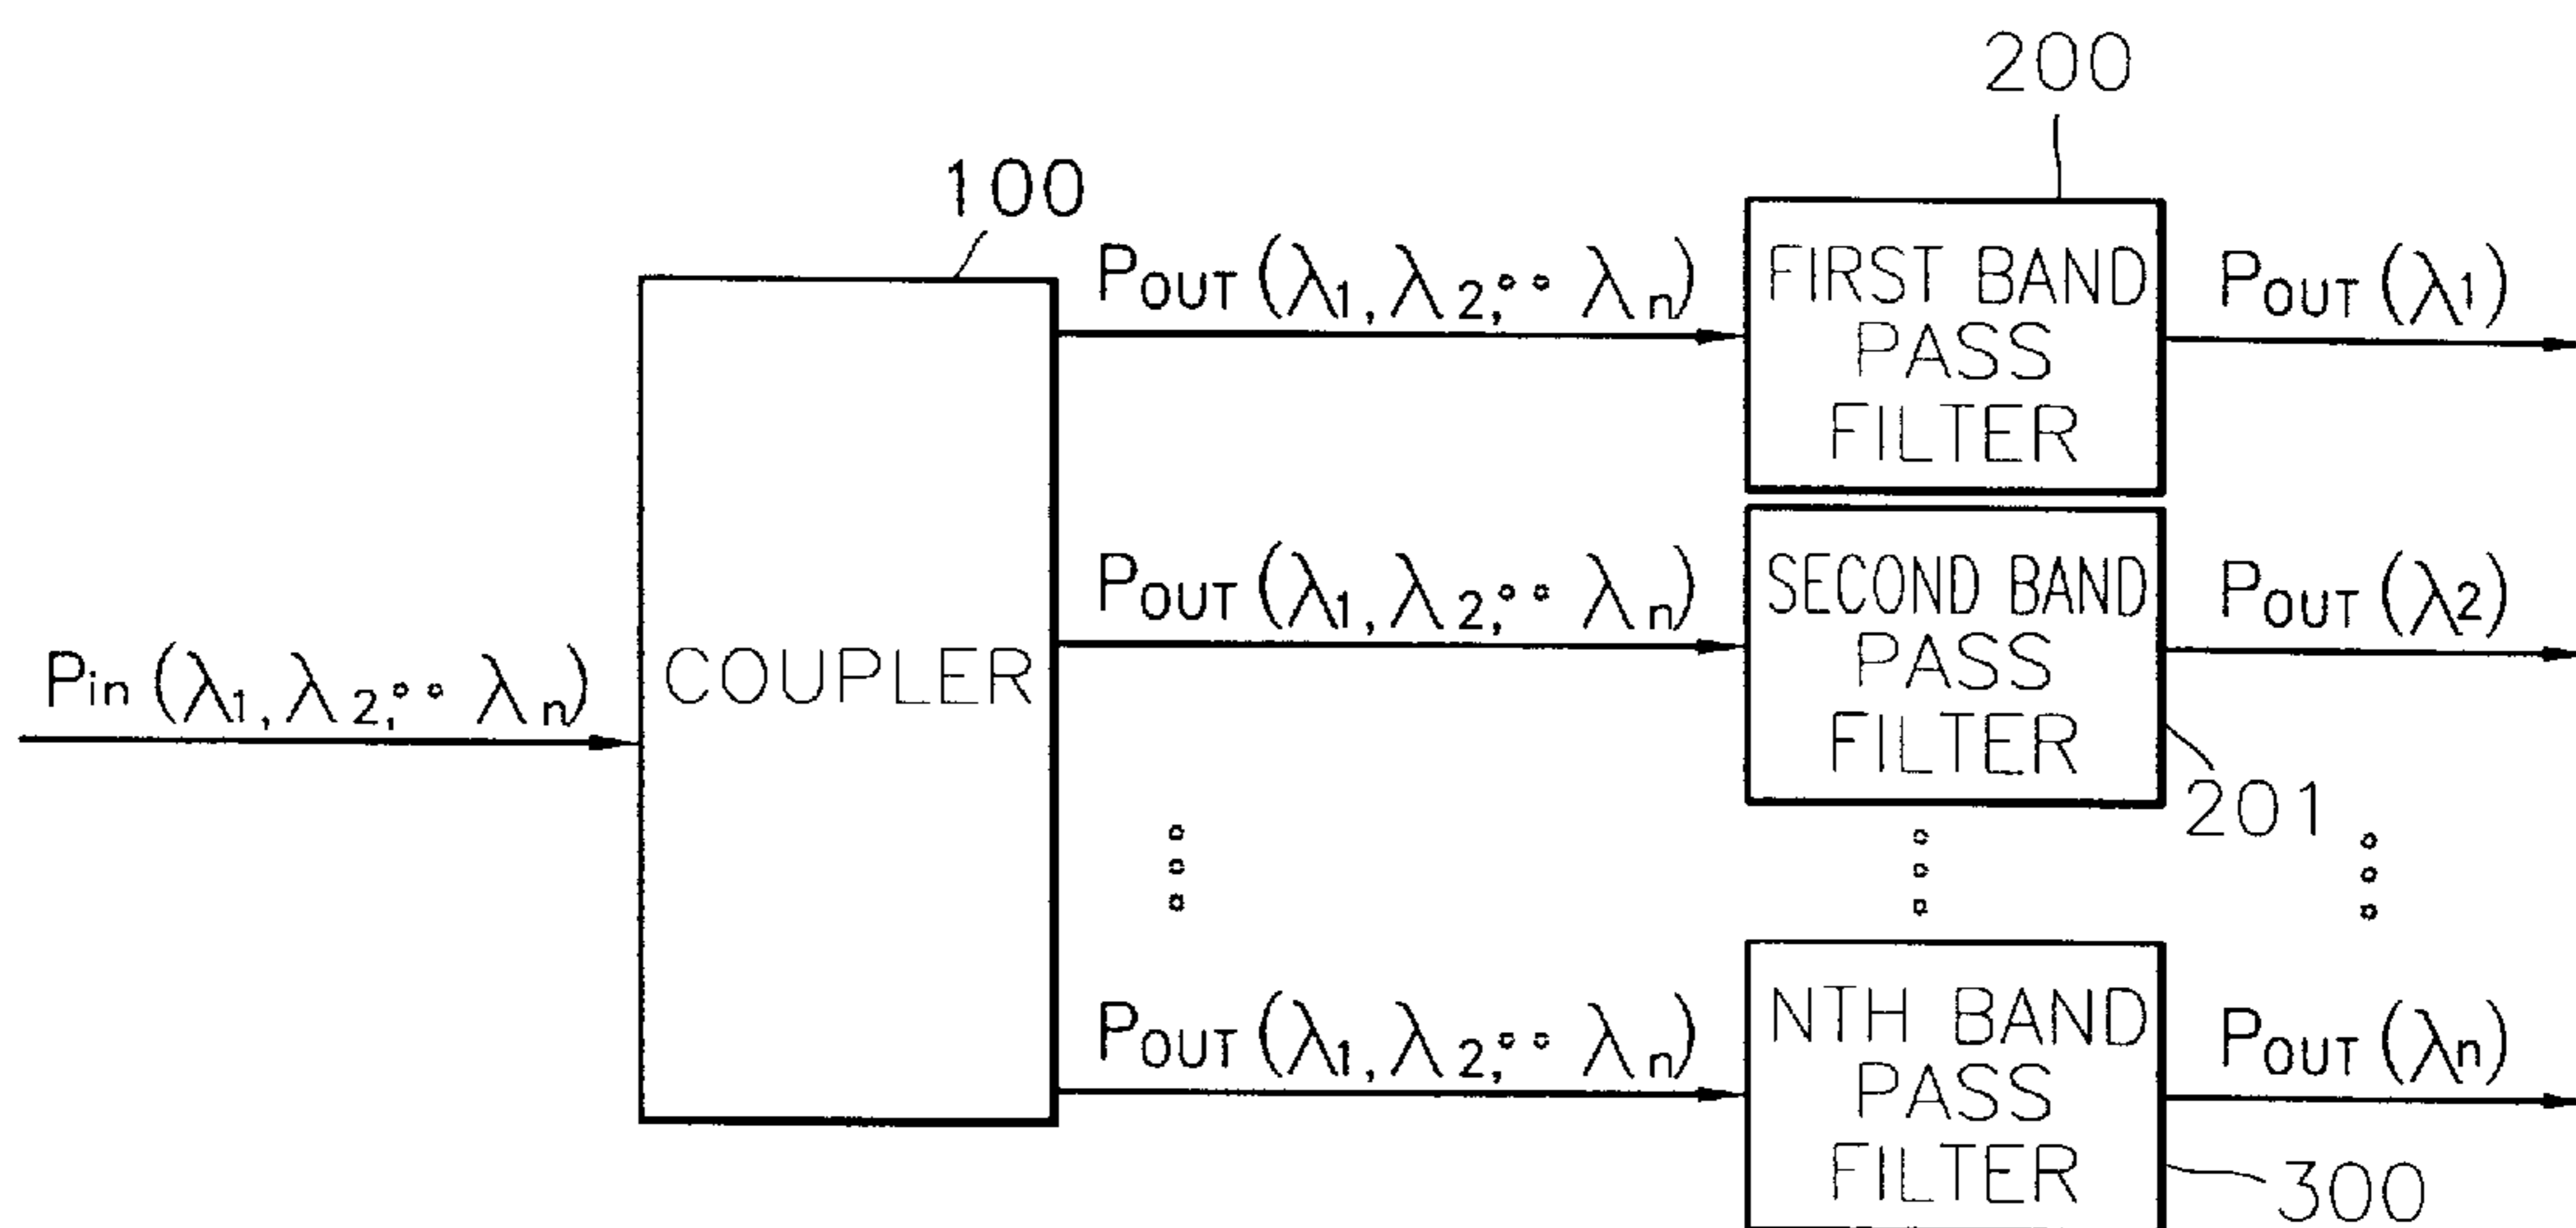 200
100
POUT (λ1, λ2,°° λn)
FIRST BAND
PASS
FILTER
POUT (λ1)
POUT (λ1, λ2,°° λn)
SECOND BAND
PASS
FILTER
POUT (λ2)
Pin (λ1, λ2,°° λn)
COUPLER
201
POUT (λ1, λ2,°° λn)
NTH BAND
PASS
FILTER
POUT (λn)
300